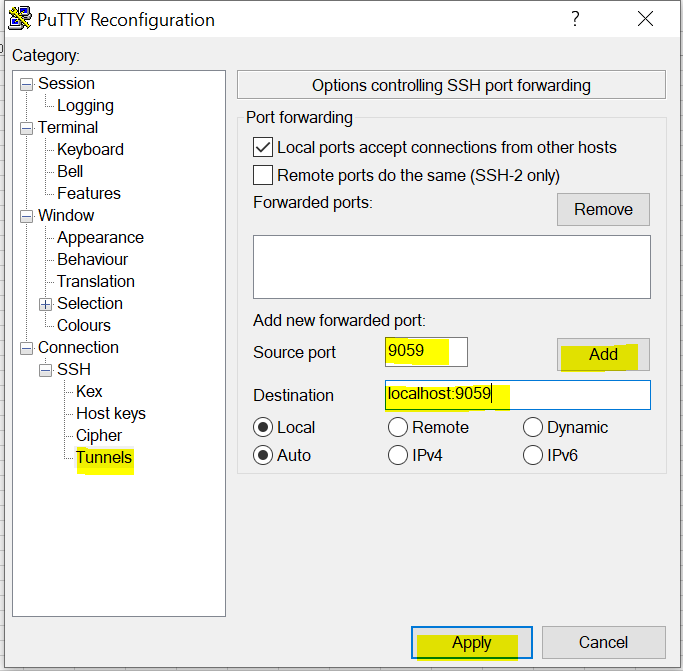 PuTTY Reconfiguration
?
Category:
Session
Logging
Terminal
Keyboard
Bell
Features
Window
Appearance
Behaviour
Translation
Selection
Colours
Connection
SSH
Kex
Host keys
Cipher
Tunnels
Options controlling SSH port forwarding
Port forwarding
Local ports accept connections from other hosts
Remote ports do the same (SSH-2 only)
Forwarded ports:
Remove
Add new forwarded port:
Source port 9059 Add
Destination localhost:9059
Local Remote Dynamic
Auto IPv4 IPv6
Apply Cancel